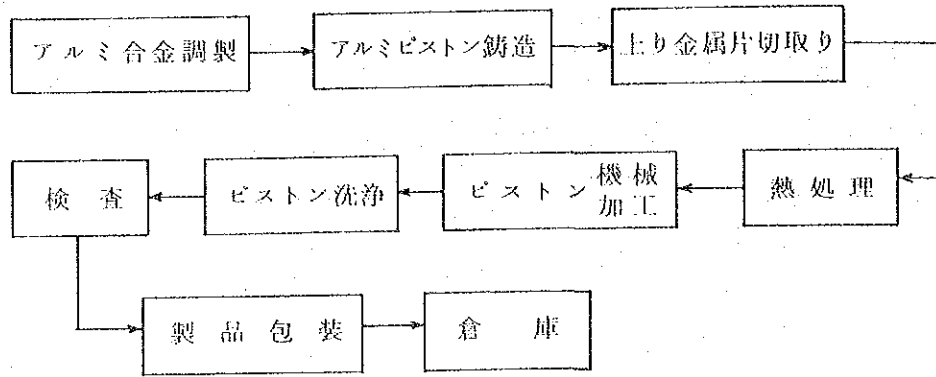 アルミ合金調製
アルミピストン鋳造
上り金属片切取り
熱処理
ピストン機械加工
ピストン洗浄
検査
製品包装
倉庫